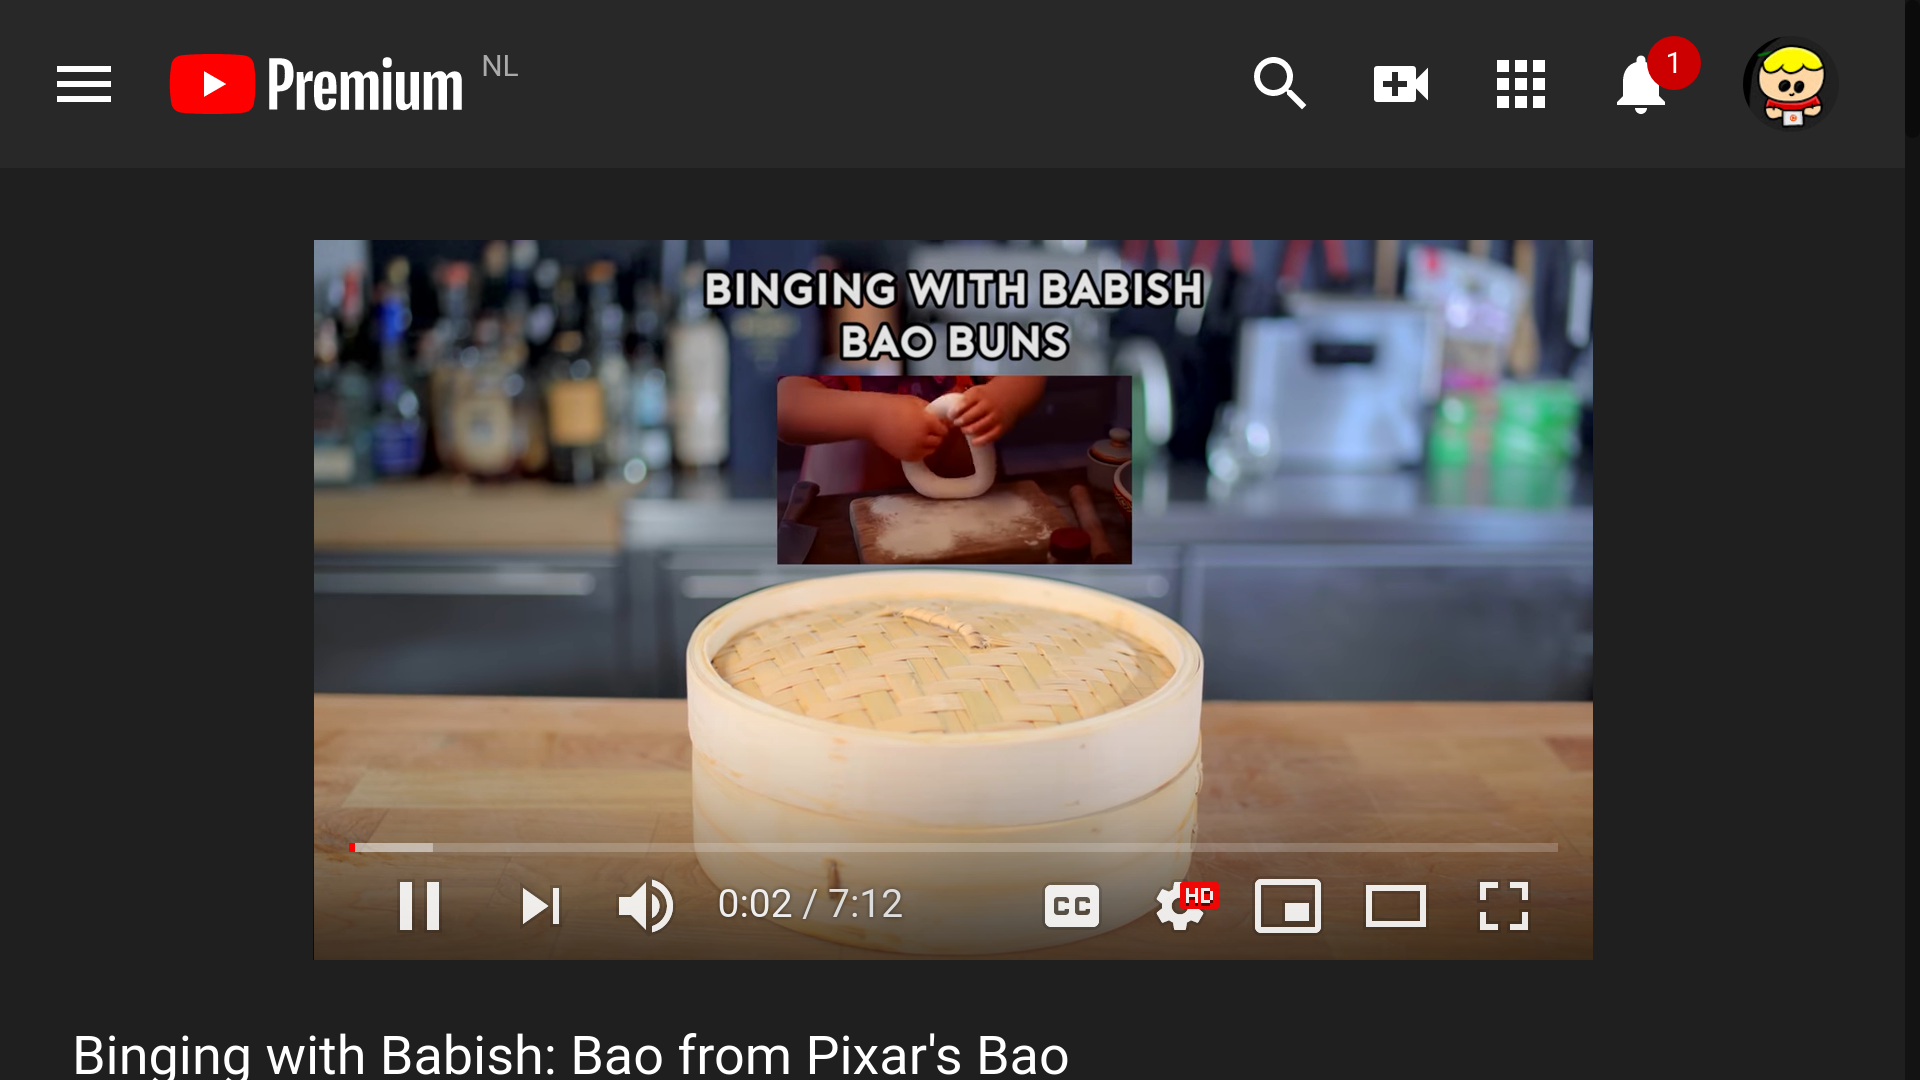 Premium NL
1
BINGING WITH BABISH
BAO BUNS
0:02 / 7:12
CC
HD
Binging with Babish: Bao from Pixar's Bao